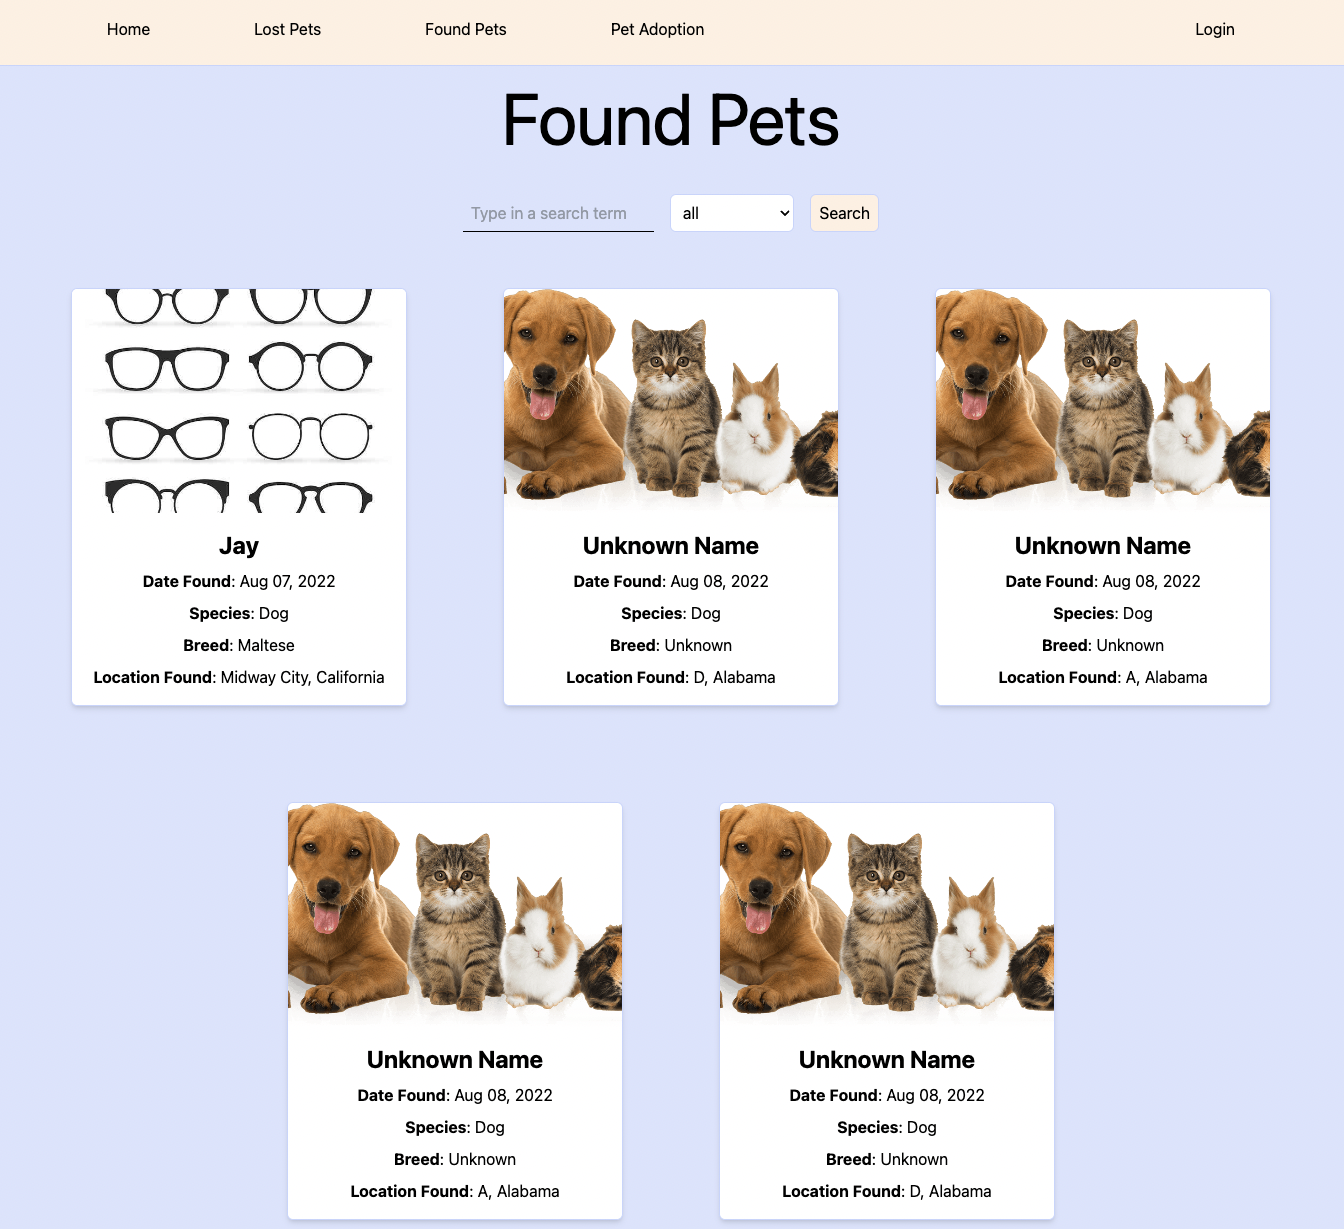 Home Lost Pets Found Pets Pet Adoption Login
Found Pets
Type in a search term all Search
Jay
Date Found: Aug 07, 2022
Species: Dog
Breed: Maltese
Location Found: Midway City, California
Unknown Name
Date Found: Aug 08, 2022
Species: Dog
Breed: Unknown
Location Found: D, Alabama
Unknown Name
Date Found: Aug 08, 2022
Species: Dog
Breed: Unknown
Location Found: A, Alabama
Unknown Name
Date Found: Aug 08, 2022
Species: Dog
Breed: Unknown
Location Found: A, Alabama
Unknown Name
Date Found: Aug 08, 2022
Species: Dog
Breed: Unknown
Location Found: D, Alabama